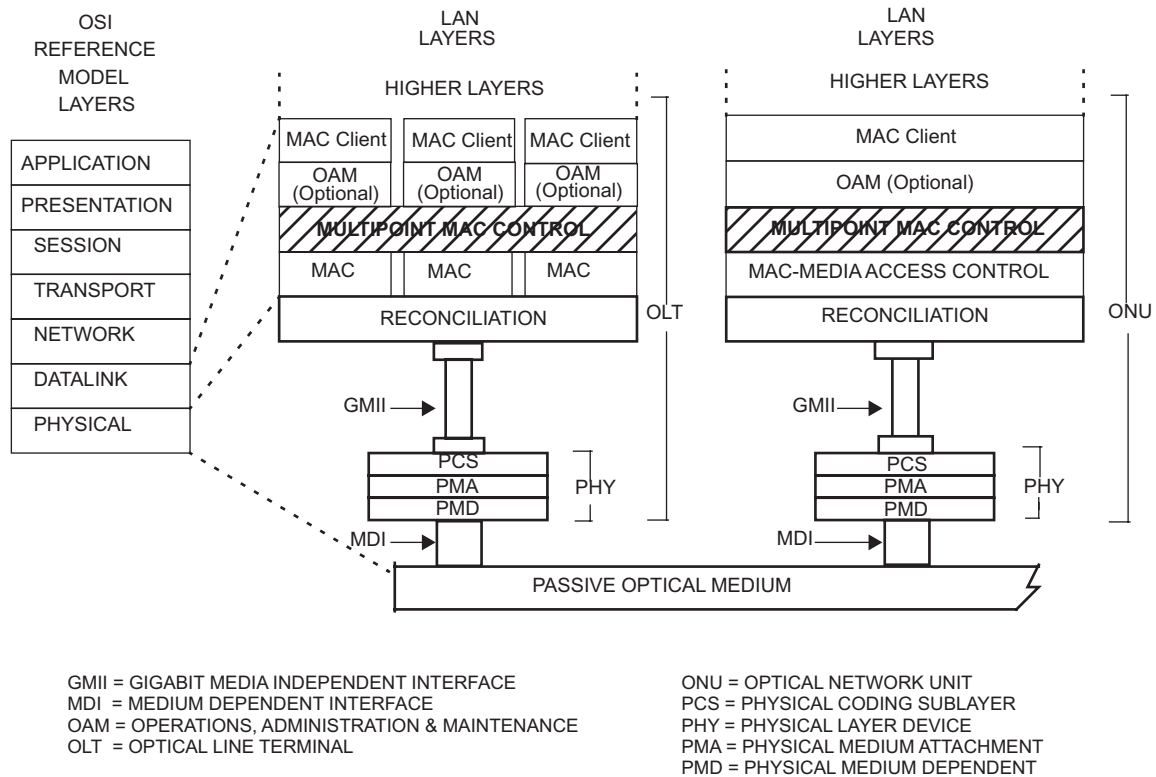 OSI
REFERENCE
MODEL
LAYERS
APPLICATION
PRESENTATION
SESSION
TRANSPORT
NETWORK
DATALINK
PHYSICAL
LAN
LAYERS
HIGHER LAYERS
MAC Client MAC Client MAC Client
OAM OAM OAM
(Optional) (Optional) (Optional)
MULTIPOINT MAC CONTROL
MAC MAC MAC
RECONCILIATION
OLT
GMII
PCS
PMA
PMD
PHY
MDI
LAN
LAYERS
HIGHER LAYERS
MAC Client
OAM (Optional)
MULTIPOINT MAC CONTROL
MAC-MEDIA ACCESS CONTROL
RECONCILIATION
ONU
GMII
PCS
PMA
PMD
PHY
MDI
PASSIVE OPTICAL MEDIUM
GMII = GIGABIT MEDIA INDEPENDENT INTERFACE
MDI = MEDIUM DEPENDENT INTERFACE
OAM = OPERATIONS, ADMINISTRATION & MAINTENANCE
OLT = OPTICAL LINE TERMINAL
ONU = OPTICAL NETWORK UNIT
PCS = PHYSICAL CODING SUBLAYER
PHY = PHYSICAL LAYER DEVICE
PMA = PHYSICAL MEDIUM ATTACHMENT
PMD = PHYSICAL MEDIUM DEPENDENT